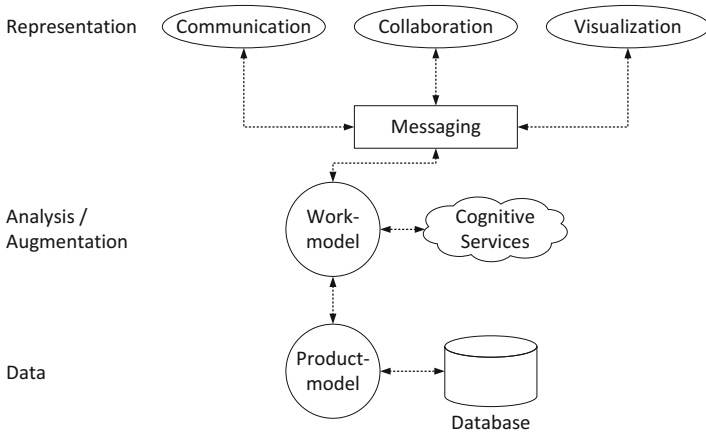 Representation
Communication
Collaboration
Visualization
Messaging
Analysis /
Augmentation
Work-
model
Cognitive
Services
Data
Product-
model
Database